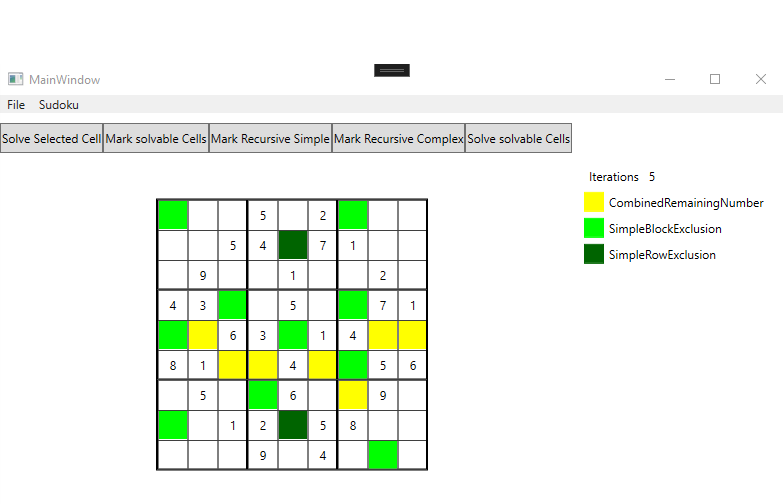 MainWindow
File Sudoku
Solve Selected Cell Mark solvable Cells Mark Recursive Simple Mark Recursive Complex Solve solvable Cells
Iterations 5
CombinedRemainingNumber
SimpleBlockExclusion
SimpleRowExclusion
5 2
5 4 7 1
9 1 2
4 3 5 7 1
6 3 1 4
8 1 4 5 6
5 6 9
1 2 5 8
9 4